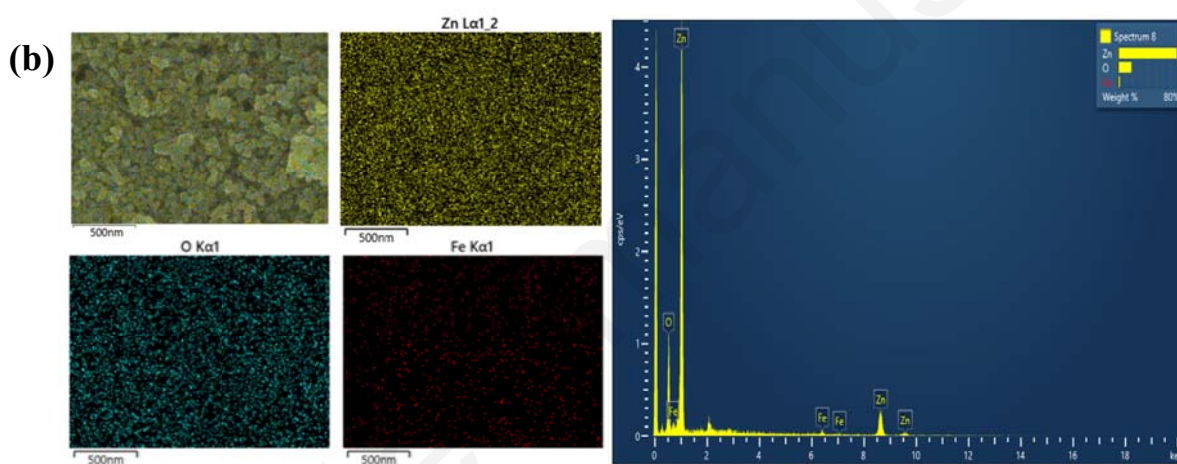 (b)
Zn Lα1_2
500nm
500nm
O Kα1
Fe Kα1
500nm
500nm
Spectrum 8
Zn
O
Weight %
80%
cps/eV
4
3
2
1
0
Zn
O
Fe
Fe
Fe
Zn
Zn
0
2
4
6
8
10
12
14
16
18